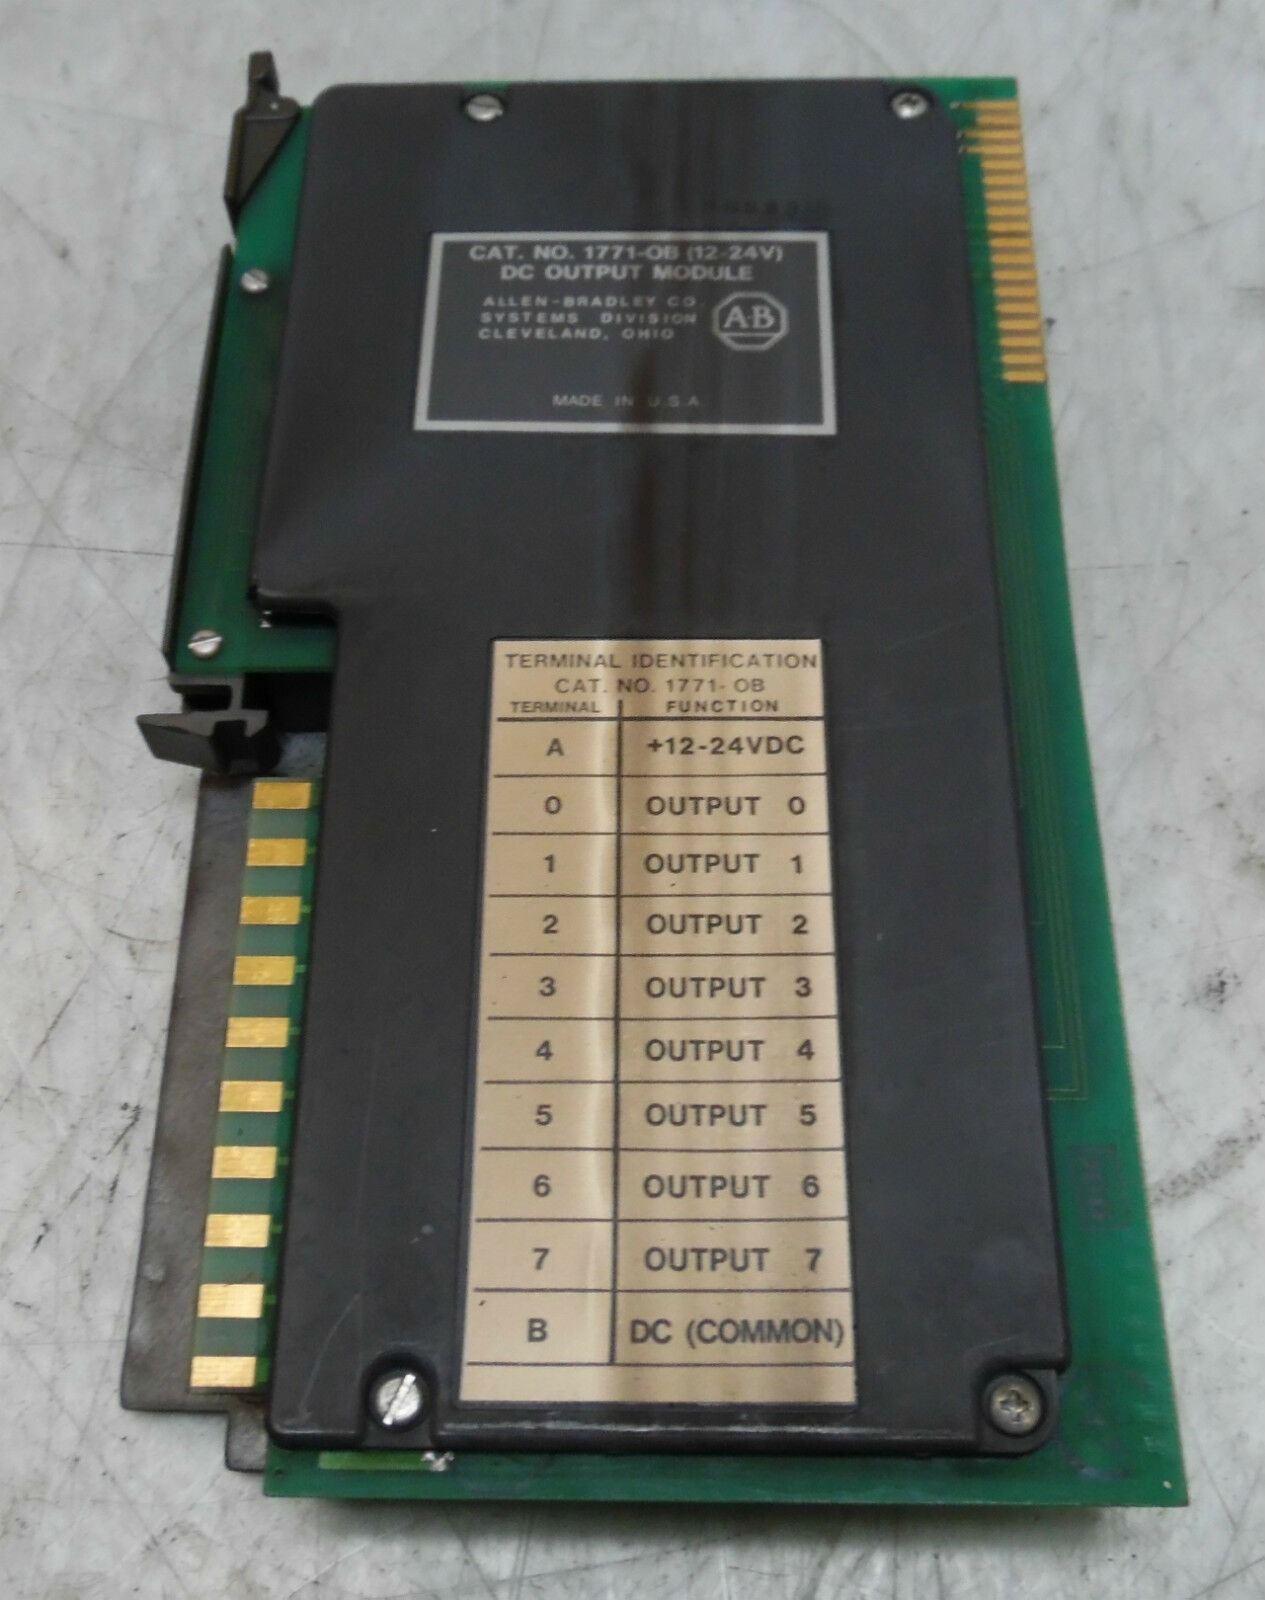 CAT. NO. 1771-OB (12-24V)
DC OUTPUT MODULE
ALLEN-BRADLEY CO.
SYSTEMS DIVISION
CLEVELAND, OHIO
A-B
MADE IN U.S.A.
TERMINAL IDENTIFICATION
CAT. NO. 1771-OB
TERMINAL FUNCTION
A +12-24VDC
0 OUTPUT 0
1 OUTPUT 1
2 OUTPUT 2
3 OUTPUT 3
4 OUTPUT 4
5 OUTPUT 5
6 OUTPUT 6
7 OUTPUT 7
B DC (COMMON)